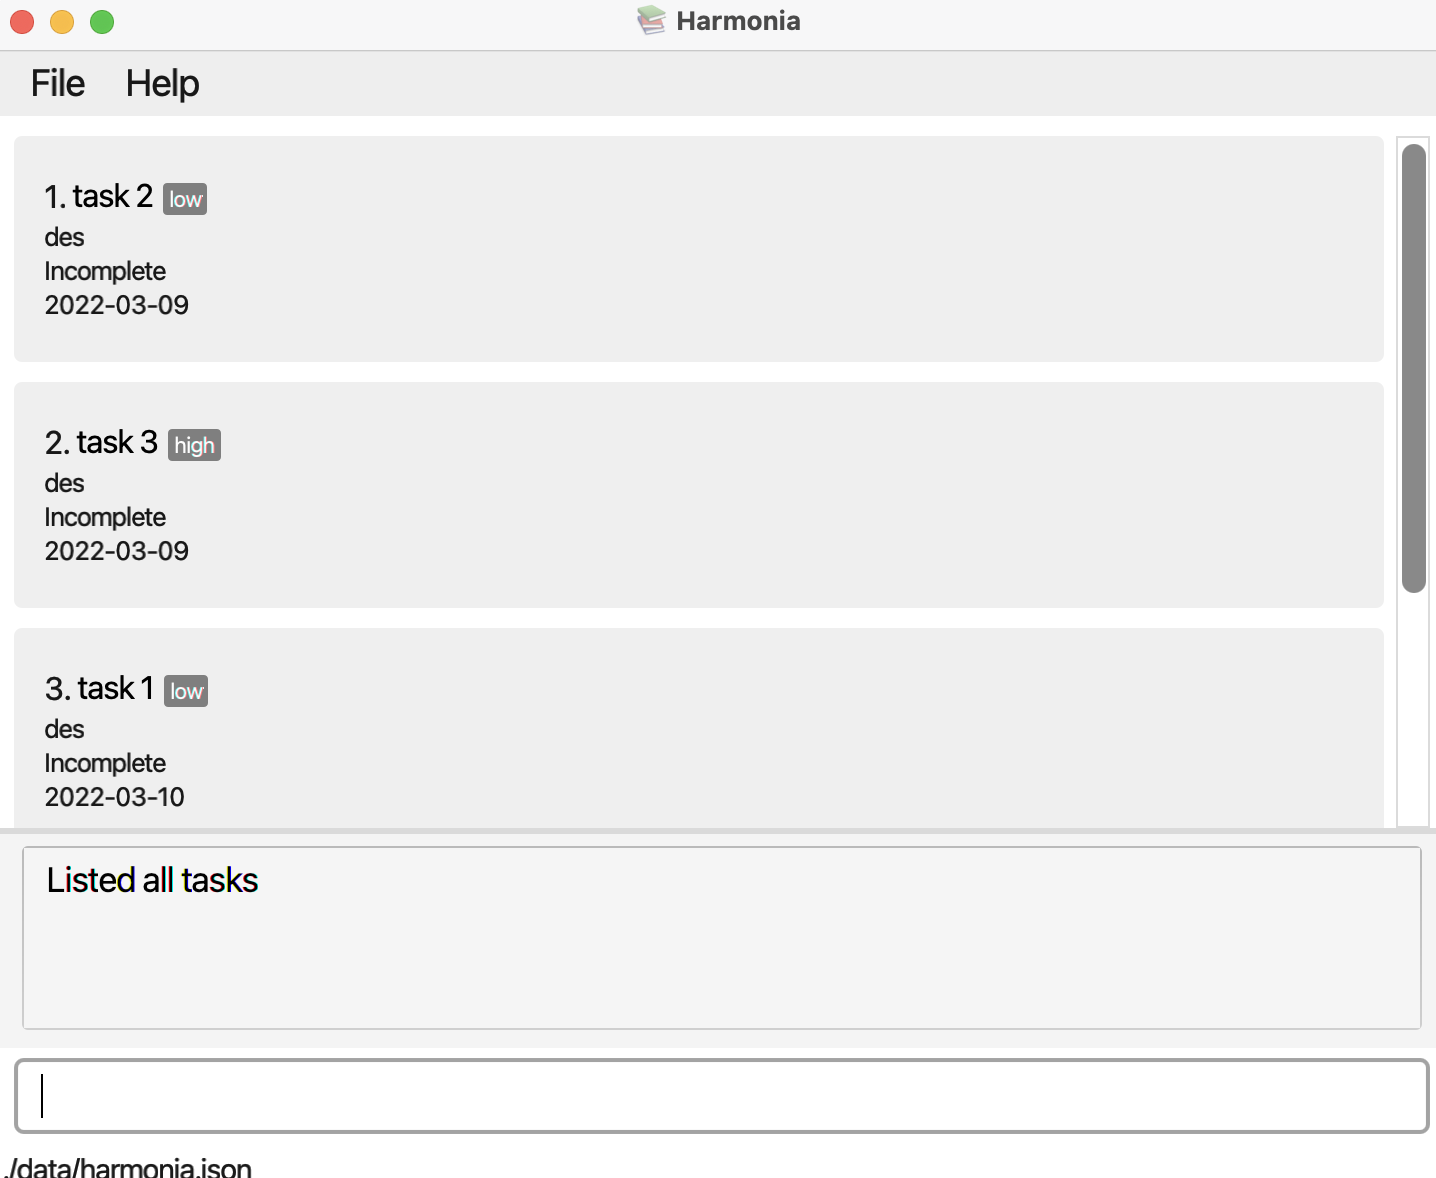 Harmonia
File Help
1. task 2 low
des
Incomplete
2022-03-09
2. task 3 high
des
Incomplete
2022-03-09
3. task 1 low
des
Incomplete
2022-03-10
Listed all tasks
./data/harmonia.json